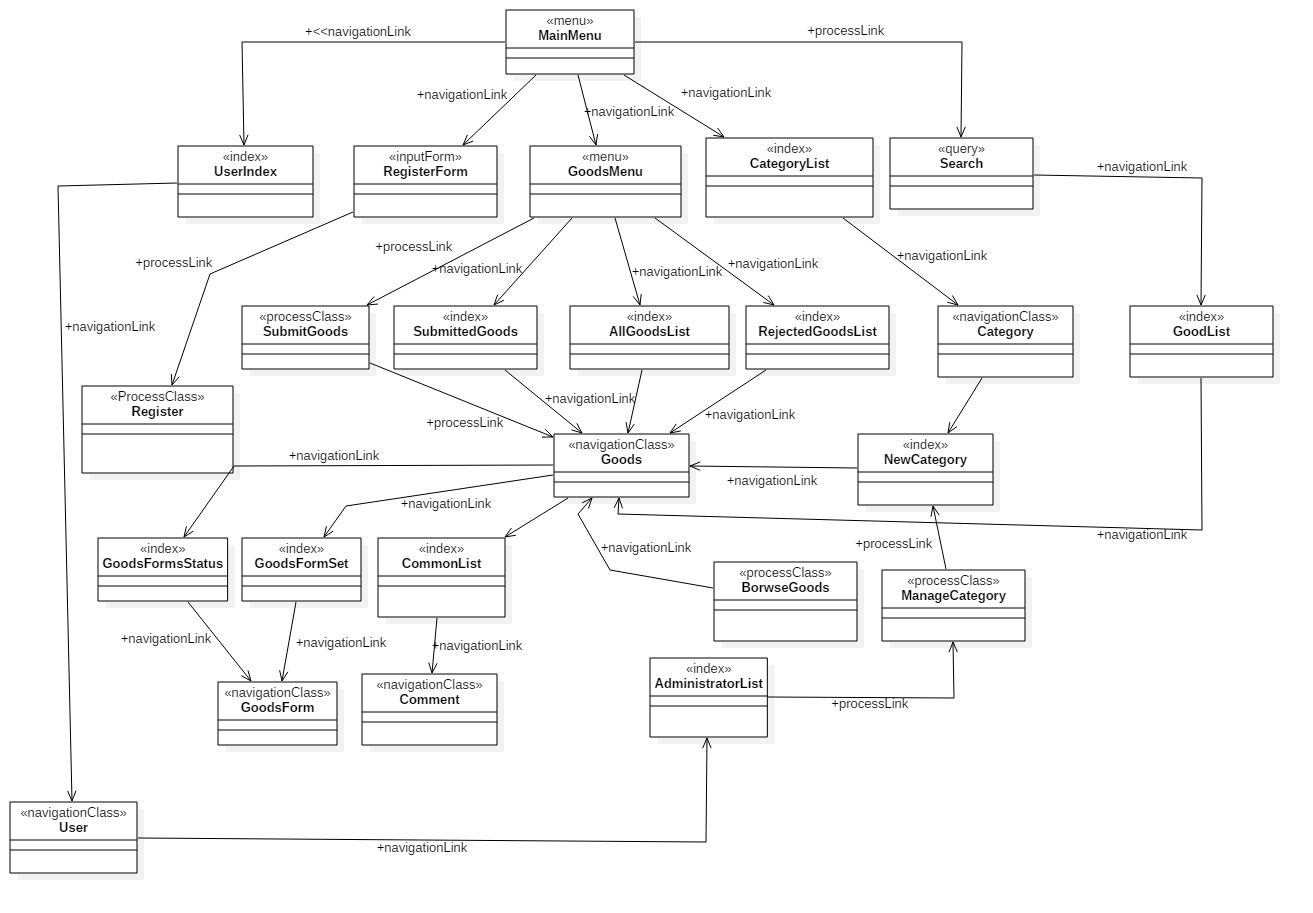 «menu»
MainMenu
+<<navigationLink
+processLink
+navigationLink
+navigationLink
+navigationLink
«index»
UserIndex
«inputForm»
RegisterForm
«menu»
GoodsMenu
«index»
CategoryList
«query»
Search
+navigationLink
+processLink
+processLink
+navigationLink
+navigationLink
+navigationLink
+navigationLink
+navigationLink
«processClass»
SubmitGoods
«index»
SubmittedGoods
«index»
AllGoodsList
«index»
RejectedGoodsList
«navigationClass»
Category
«index»
GoodList
«ProcessClass»
Register
+processLink
+navigationLink
+navigationLink
«navigationClass»
Goods
«index»
NewCategory
+navigationLink
+navigationLink
+navigationLink
+navigationLink
+navigationLink
+processLink
«index»
GoodsFormsStatus
«index»
GoodsFormSet
«index»
CommonList
«processClass»
BorwseGoods
«processClass»
ManageCategory
+navigationLink
+navigationLink
+navigationLink
«navigationClass»
GoodsForm
«navigationClass»
Comment
«index»
AdministratorList
+processLink
«navigationClass»
User
+navigationLink